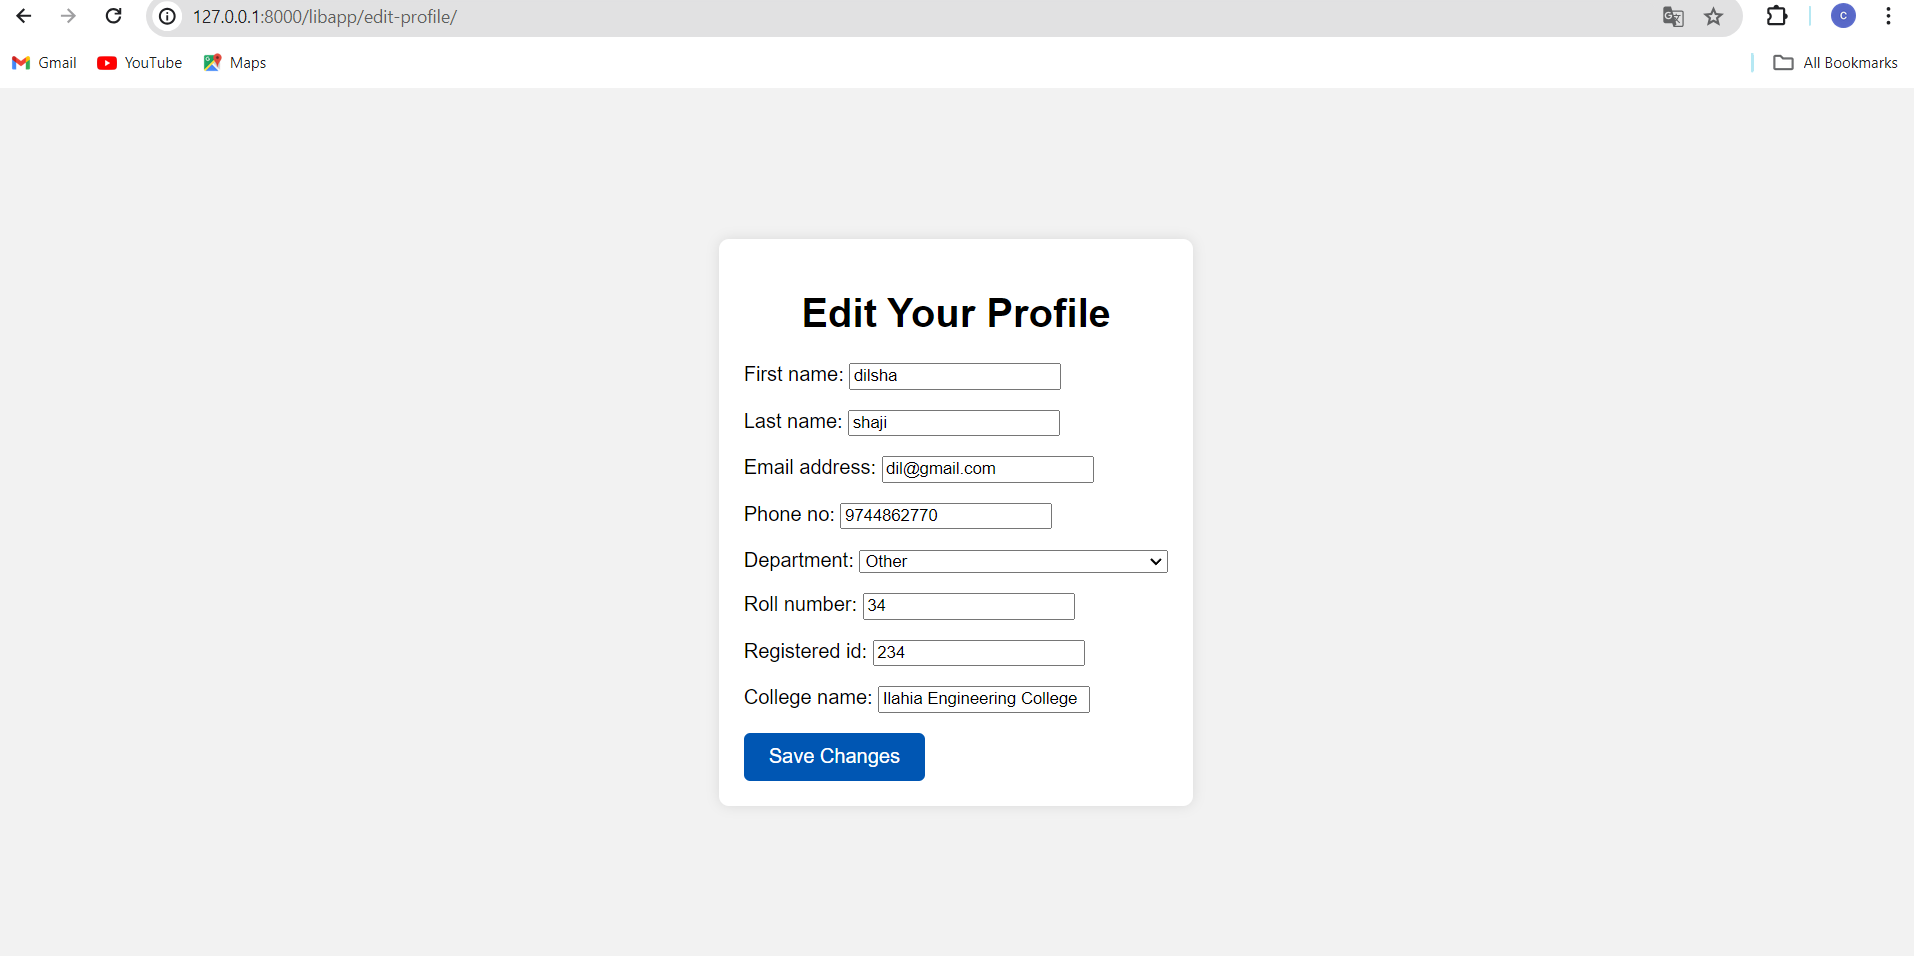 127.0.0.1:8000/libapp/edit-profile/
C
Gmail YouTube Maps All Bookmarks
Edit Your Profile
First name: dilsha
Last name: shaji
Email address: dil@gmail.com
Phone no: 9744862770
Department: Other
Roll number: 34
Registered id: 234
College name: Ilahia Engineering College
Save Changes